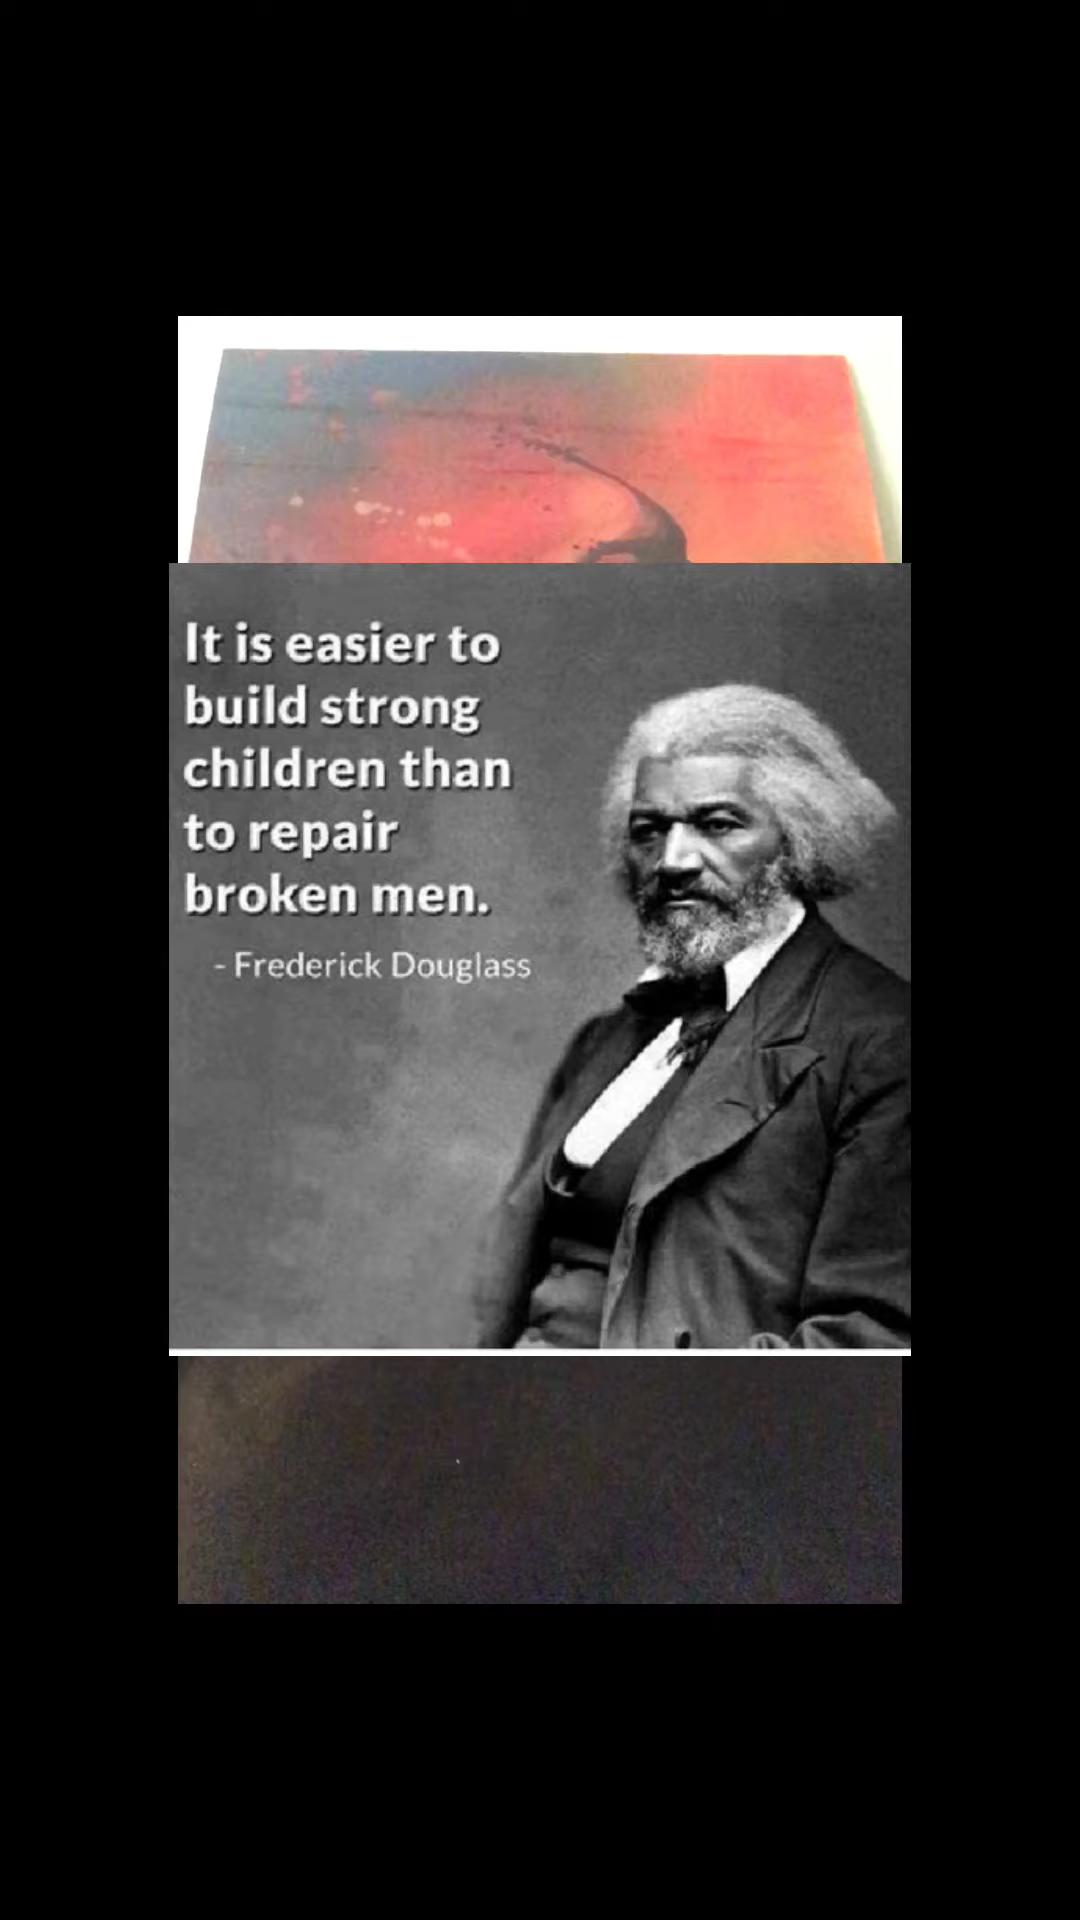 It is easier to
build strong
children than
to repair
broken men.
- Frederick Douglass